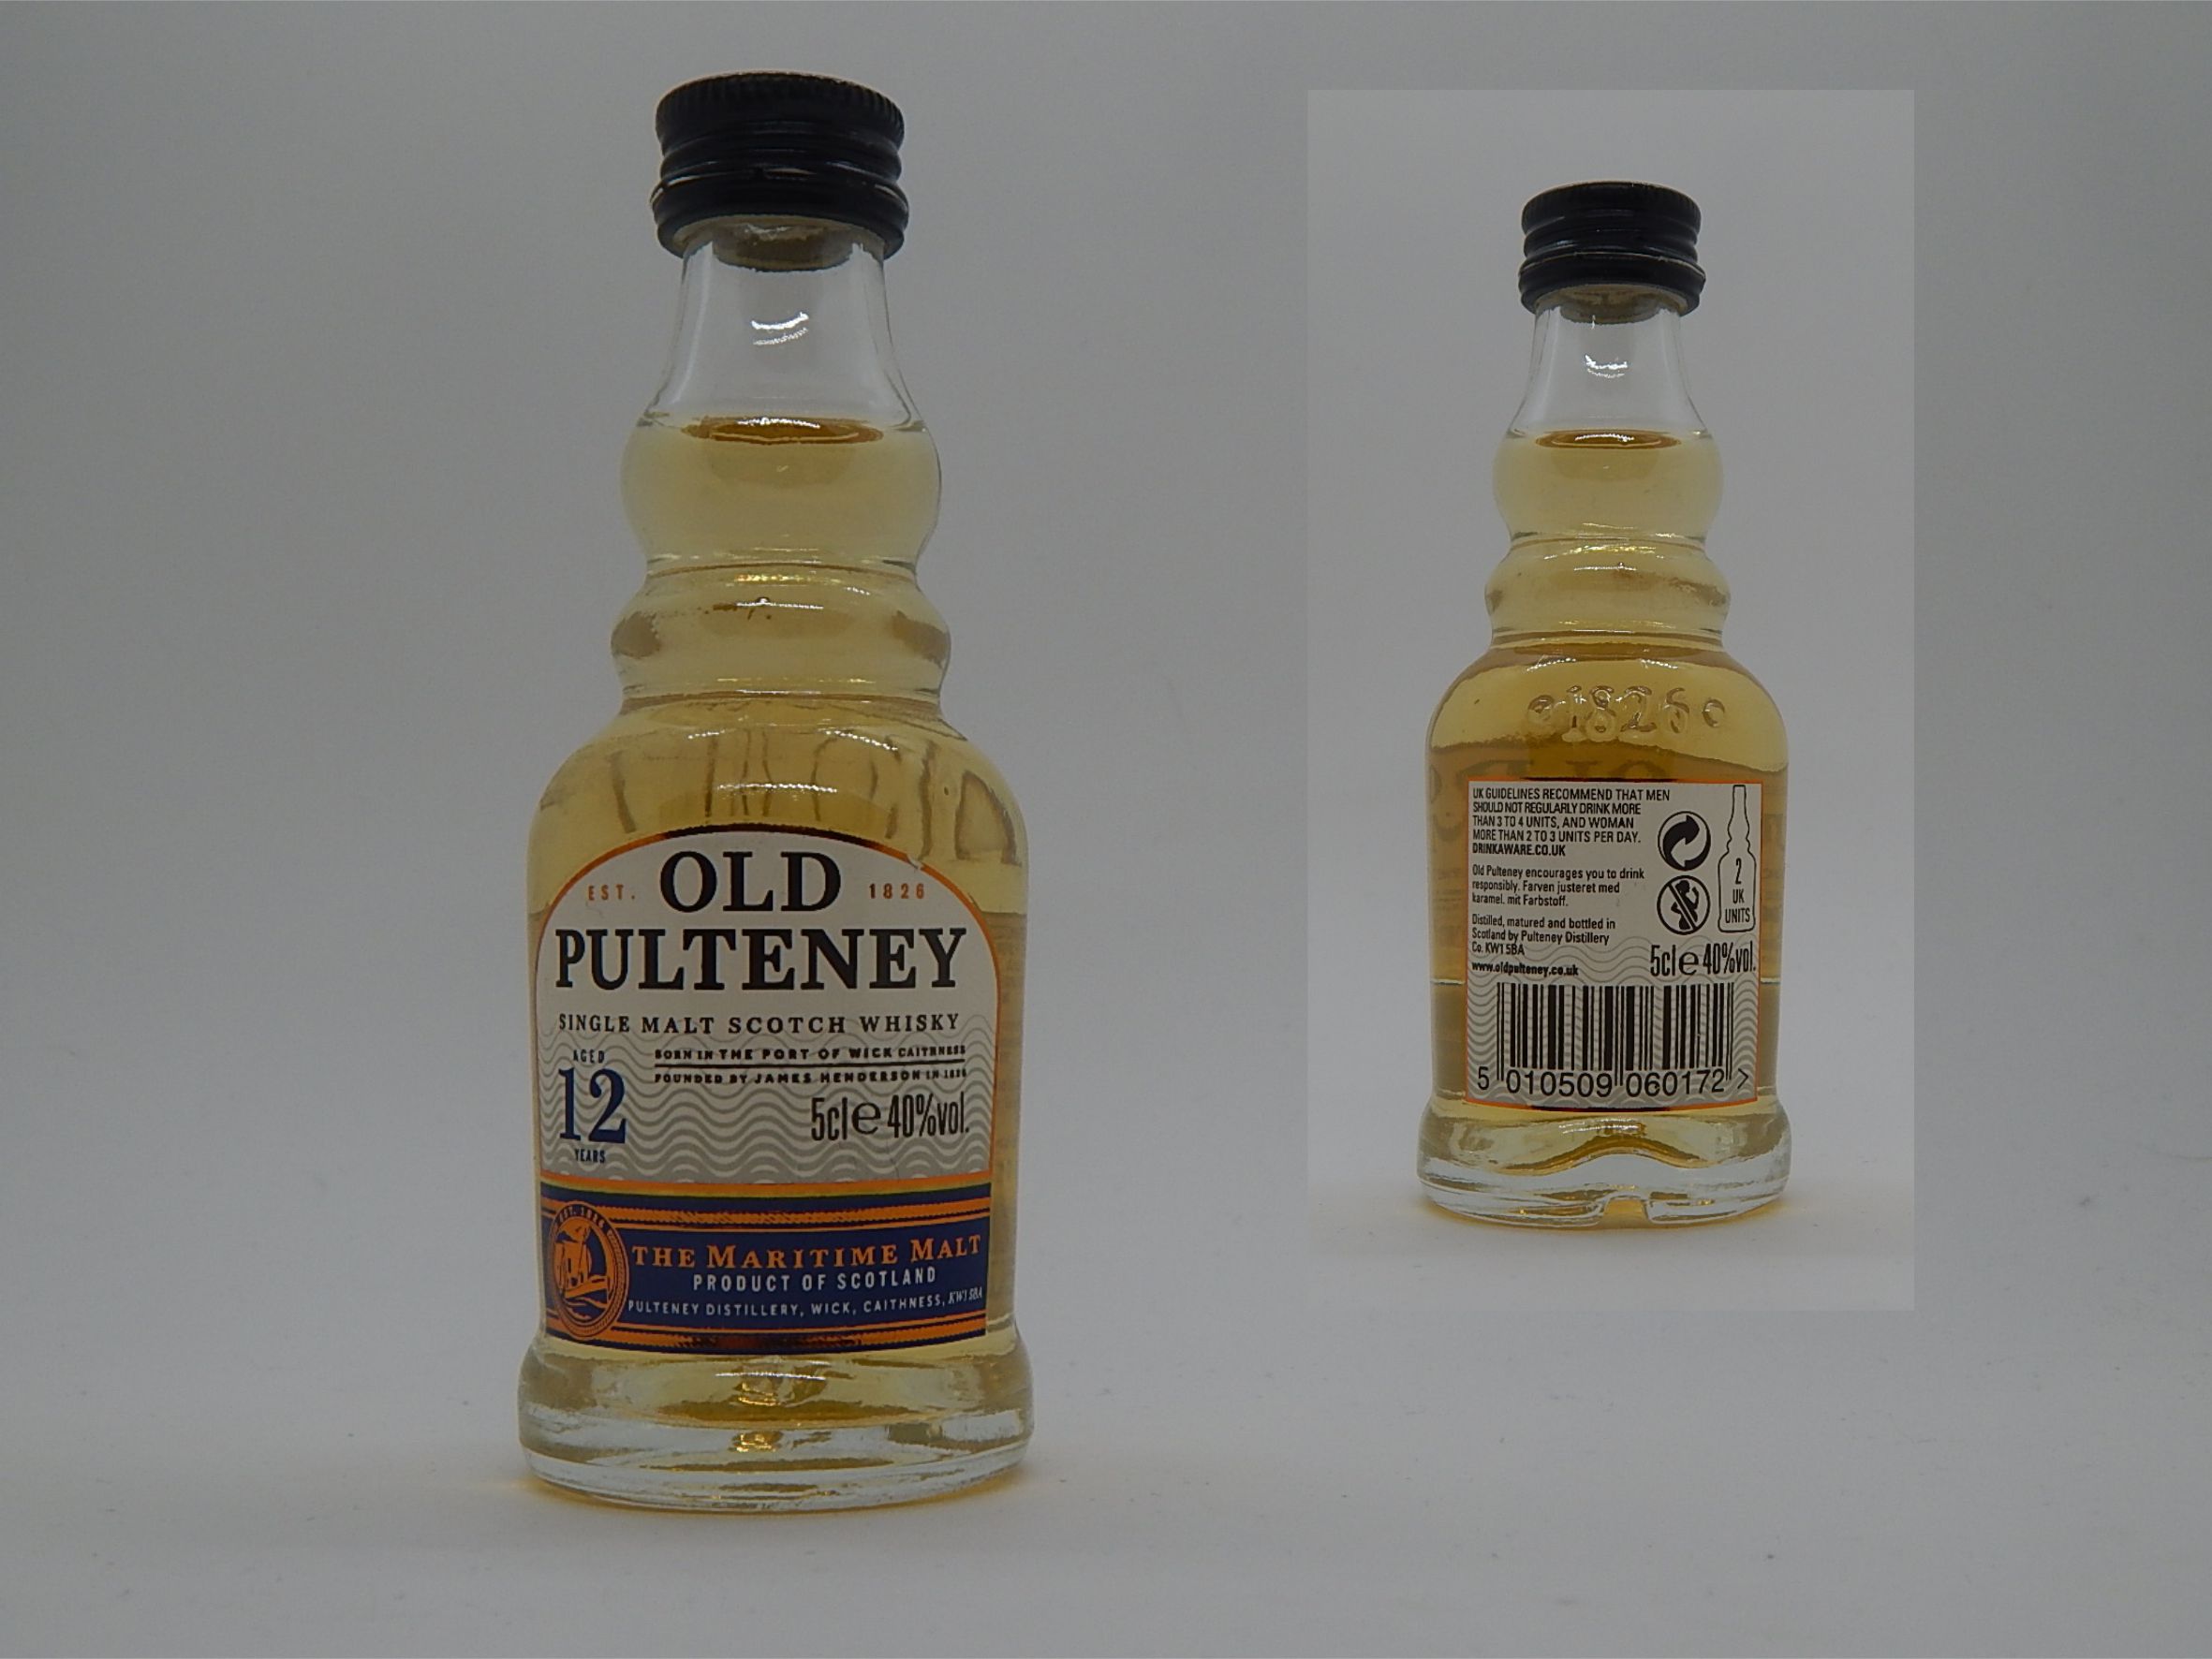 EST. OLD 1826
PULTENEY
SINGLE MALT SCOTCH WHISKY
AGED
12
YEARS
BORN IN THE PORT OF WICK CAITHNESS
FOUNDED BY JAMES HENDERSON IN 1826
5cl e 40%vol.
EST. 1826
THE MARITIME MALT
PRODUCT OF SCOTLAND
PULTENEY DISTILLERY, WICK, CAITHNESS, KW1 5BA
1826
UK GUIDELINES RECOMMEND THAT MEN
SHOULD NOT REGULARLY DRINK MORE
THAN 3 TO 4 UNITS, AND WOMAN
MORE THAN 2 TO 3 UNITS PER DAY.
DRINKAWARE.CO.UK
Old Pulteney encourages you to drink
responsibly. Farven justeret med
karamel. mit Farbstoff.
Distilled, matured and bottled in
Scotland by Pulteney Distillery
Co. KW1 5BA
www.oldpulteney.co.uk
2
UK
UNITS
5cl e 40%vol.
5 010509 060172 >